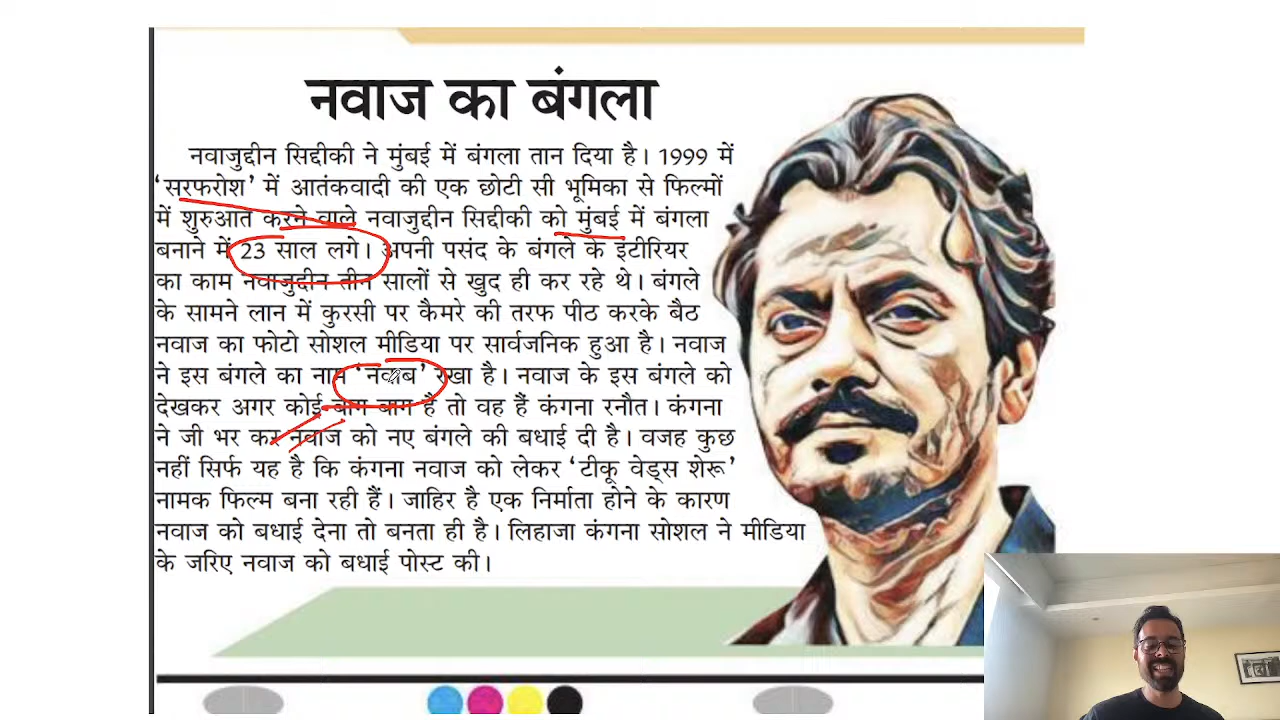 नवाज का बंगला
नवाजुद्दीन सिद्दीकी ने मुंबई में बंगला तान दिया है। 1999 में
‘सरफरोश’ में आतंकवादी की एक छोटी सी भूमिका से फिल्मों
में शुरुआत करने वाले नवाजुद्दीन सिद्दीकी को मुंबई में बंगला
बनाने में 23 साल लगे। अपनी पसंद के बंगले के इंटीरियर
का काम नवाजुद्दीन तीन सालों से खुद ही कर रहे थे। बंगले
के सामने लान में कुरसी पर कैमरे की तरफ पीठ करके बैठ
नवाज का फोटो सोशल मीडिया पर सार्वजनिक हुआ है। नवाज
ने इस बंगले का नाम ‘नवाब’ रखा है। नवाज के इस बंगले को
देखकर अगर कोई बाग बाग है तो वह हैं कंगना रनौत। कंगना
ने जी भर कर नवाज को नए बंगले की बधाई दी है। वजह कुछ
नहीं सिर्फ यह है कि कंगना नवाज को लेकर ‘टीकू वेड्स शेरू’
नामक फिल्म बना रही हैं। जाहिर है एक निर्माता होने के कारण
नवाज को बधाई देना तो बनता ही है। लिहाजा कंगना सोशल ने मीडिया
के जरिए नवाज को बधाई पोस्ट की।